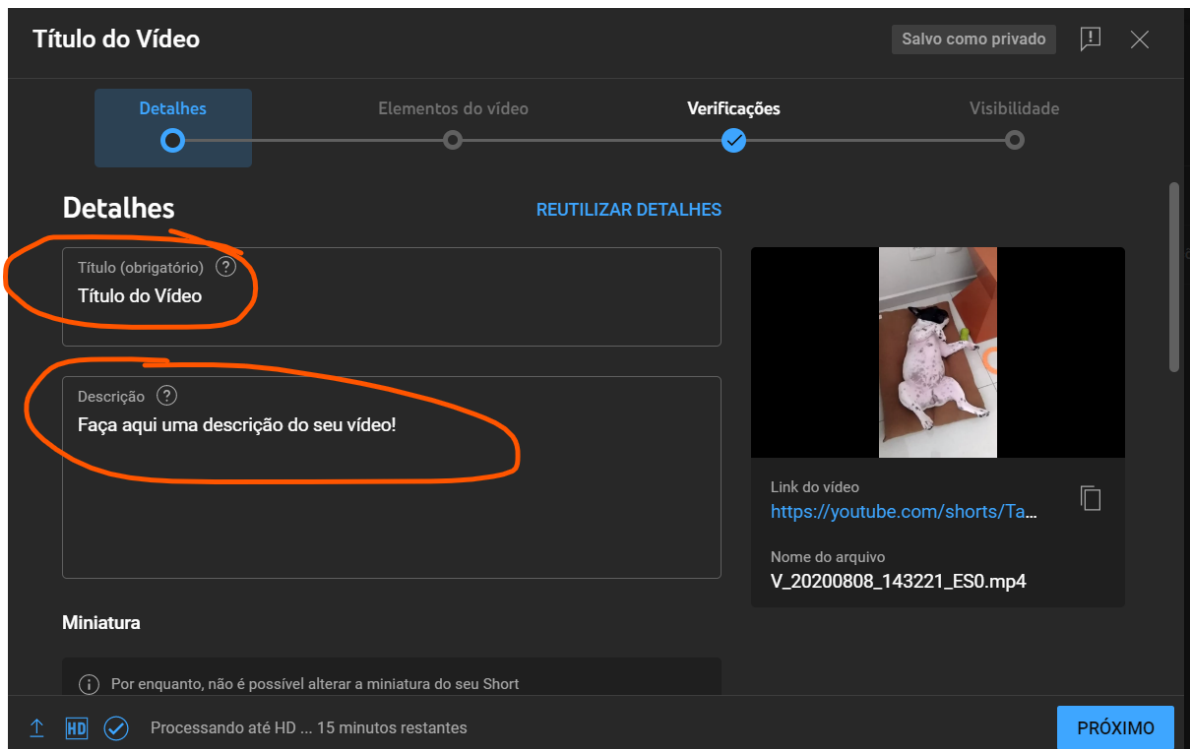 Título do Vídeo
Salvo como privado
Detalhes
Elementos do vídeo
Verificações
Visibilidade
Detalhes
REUTILIZAR DETALHES
Título (obrigatório) ?
Título do Vídeo
Descrição ?
Faça aqui uma descrição do seu vídeo!
Link do vídeo
https://youtube.com/shorts/Ta...
Nome do arquivo
V_20200808_143221_ES0.mp4
Miniatura
Por enquanto, não é possível alterar a miniatura do seu Short
HD
Processando até HD ... 15 minutos restantes
PRÓXIMO